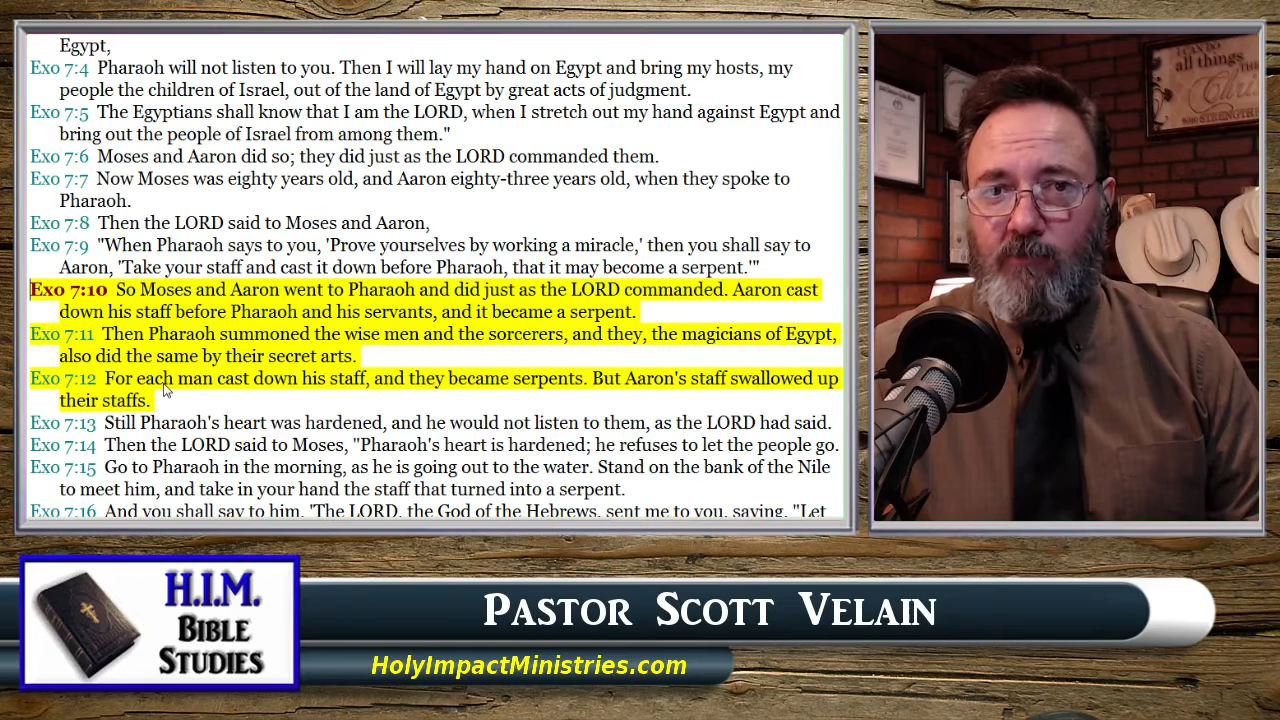 Egypt,
Exo 7:4 Pharaoh will not listen to you. Then I will lay my hand on Egypt and bring my hosts, my
people the children of Israel, out of the land of Egypt by great acts of judgment.
Exo 7:5 The Egyptians shall know that I am the LORD, when I stretch out my hand against Egypt and
bring out the people of Israel from among them."
Exo 7:6 Moses and Aaron did so; they did just as the LORD commanded them.
Exo 7:7 Now Moses was eighty years old, and Aaron eighty-three years old, when they spoke to
Pharaoh.
Exo 7:8 Then the LORD said to Moses and Aaron,
Exo 7:9 "When Pharaoh says to you, 'Prove yourselves by working a miracle,' then you shall say to
Aaron, 'Take your staff and cast it down before Pharaoh, that it may become a serpent.'"
Exo 7:10 So Moses and Aaron went to Pharaoh and did just as the LORD commanded. Aaron cast
down his staff before Pharaoh and his servants, and it became a serpent.
Exo 7:11 Then Pharaoh summoned the wise men and the sorcerers, and they, the magicians of Egypt,
also did the same by their secret arts.
Exo 7:12 For each man cast down his staff, and they became serpents. But Aaron's staff swallowed up
their staffs.
Exo 7:13 Still Pharaoh's heart was hardened, and he would not listen to them, as the LORD had said.
Exo 7:14 Then the LORD said to Moses, "Pharaoh's heart is hardened; he refuses to let the people go.
Exo 7:15 Go to Pharaoh in the morning, as he is going out to the water. Stand on the bank of the Nile
to meet him, and take in your hand the staff that turned into a serpent.
Exo 7:16 And you shall say to him, 'The LORD, the God of the Hebrews, sent me to you, saying, "Let
I CAN DO
all things
Christ
STRENGTH
H.I.M.
BIBLE
STUDIES
PASTOR SCOTT VELAIN
HolyImpactMinistries.com